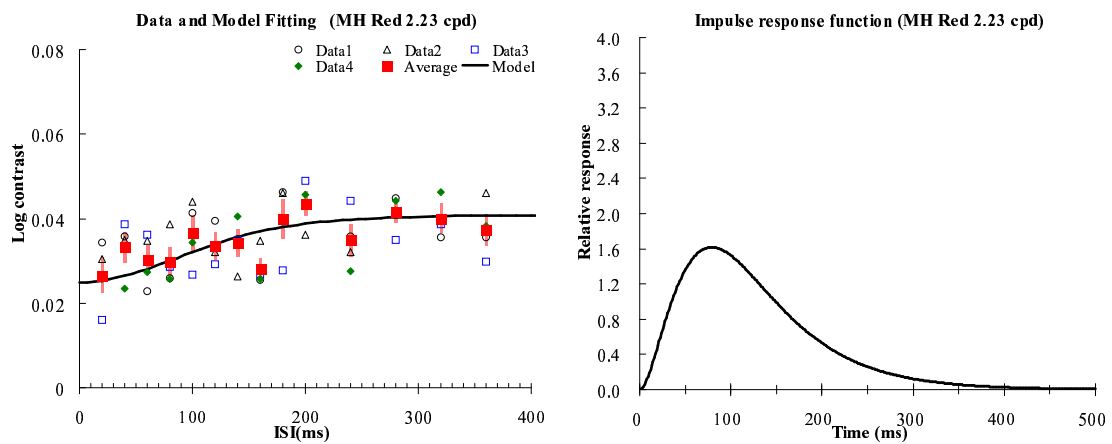 Data and Model Fitting (MH Red 2.23 cpd)
Data1 Data2 Data3
Data4 Average Model
Log contrast
0.08
0.06
0.04
0.02
0
0 100 200 300 400
ISI(ms)
Impulse response function (MH Red 2.23 cpd)
Relative response
4.0
3.6
3.2
2.8
2.4
2.0
1.6
1.2
0.8
0.4
0.0
0 100 200 300 400 500
Time (ms)